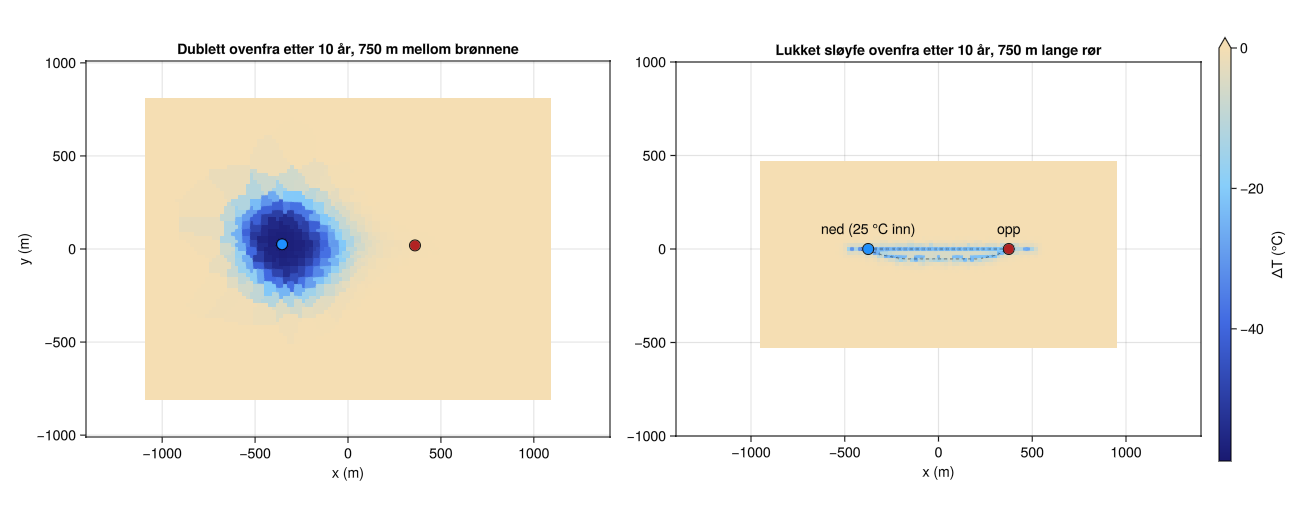 Dublett ovenfra etter 10 år, 750 m mellom brønnene
1000
500
0
−500
−1000
−1000
−500
0
500
1000
x (m)
y (m)
Lukket sløyfe ovenfra etter 10 år, 750 m lange rør
1000
500
0
−500
−1000
ned (25 °C inn)
opp
−1000
−500
0
500
1000
x (m)
0
−20
−40
ΔT (°C)